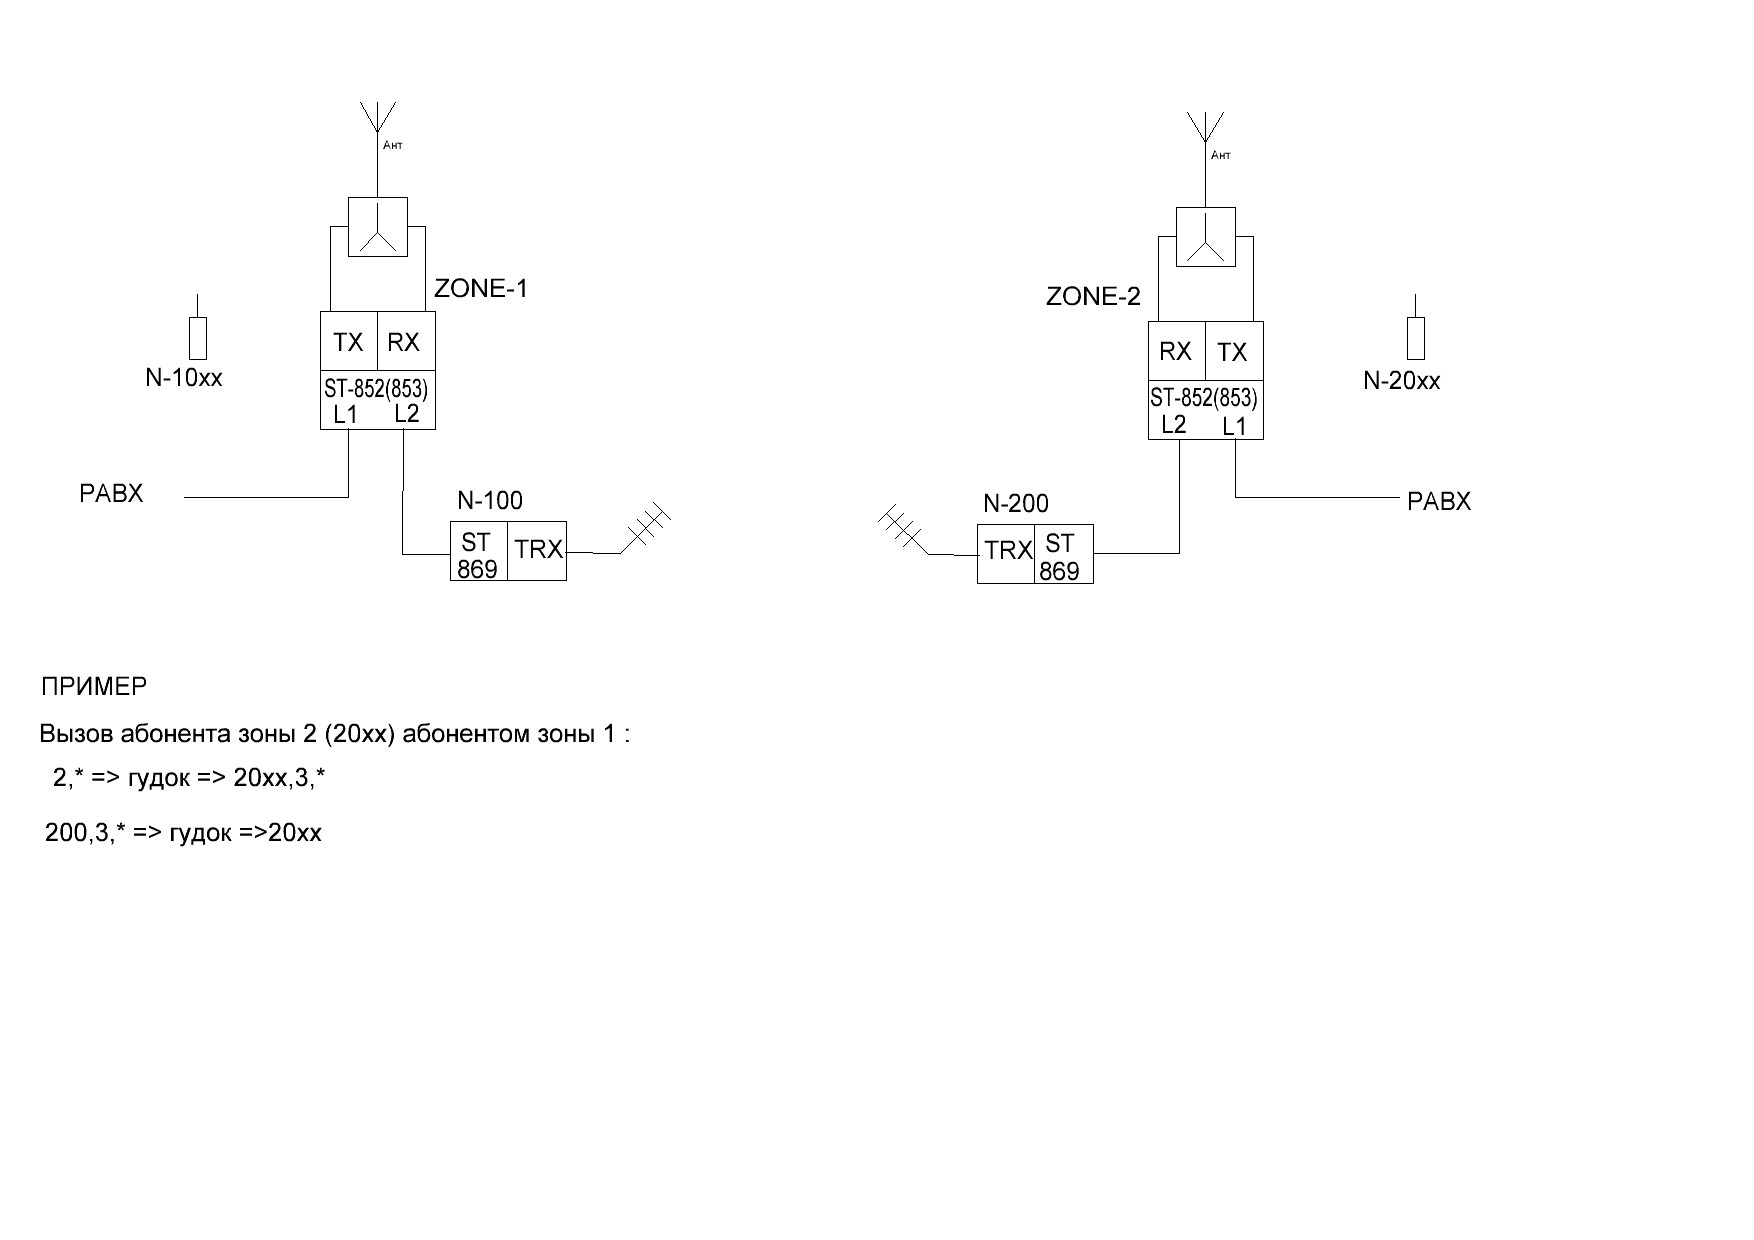 Ант
Ант
ZONE-1
ZONE-2
TX RX
RX TX
N-10xx
N-20xx
ST-852(853)
L1 L2
ST-852(853)
L2 L1
PABX
PABX
N-100
N-200
ST
869
TRX
TRX
ST
869
ПРИМЕР
Вызов абонента зоны 2 (20xx) абонентом зоны 1 :
2,* => гудок => 20xx,3,*
200,3,* => гудок =>20xx